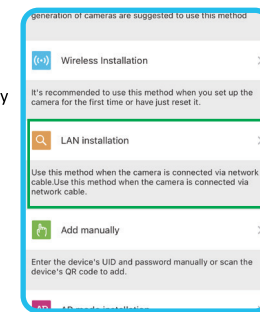 generation of cameras are suggested to use this method
Wireless Installation
It's recommended to use this method when you set up the
camera for the first time or have just reset it.
y
LAN installation
Use this method when the camera is connected via network
cable.Use this method when the camera is connected via
network cable.
Add manually
Enter the device's UID and password manually or scan the
device's QR code to add.
AP mode installation